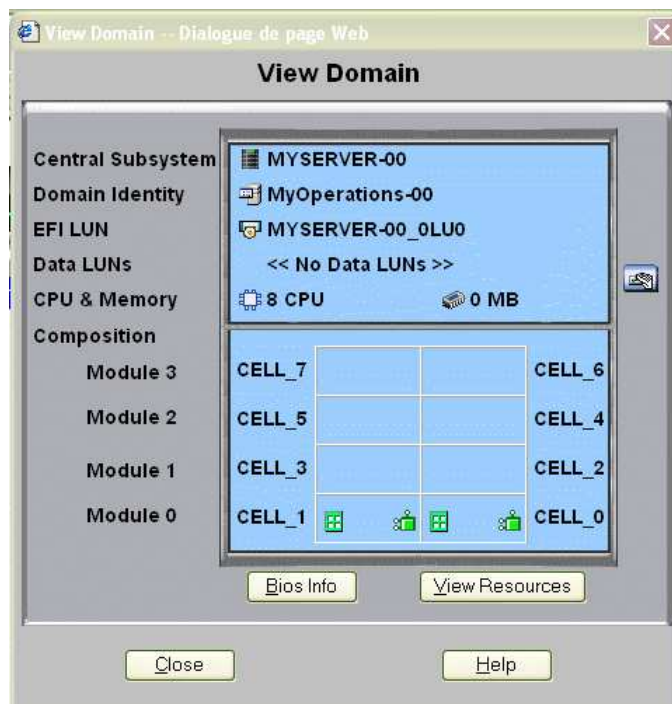 View Domain -- Dialogue de page Web
View Domain
Central Subsystem MYSERVER-00
Domain Identity MyOperations-00
EFI LUN MYSERVER-00_0LU0
Data LUNs << No Data LUNs >>
CPU & Memory 8 CPU 0 MB
Composition
Module 3 CELL_7 CELL_6
Module 2 CELL_5 CELL_4
Module 1 CELL_3 CELL_2
Module 0 CELL_1 CELL_0
Bios Info View Resources
Close Help